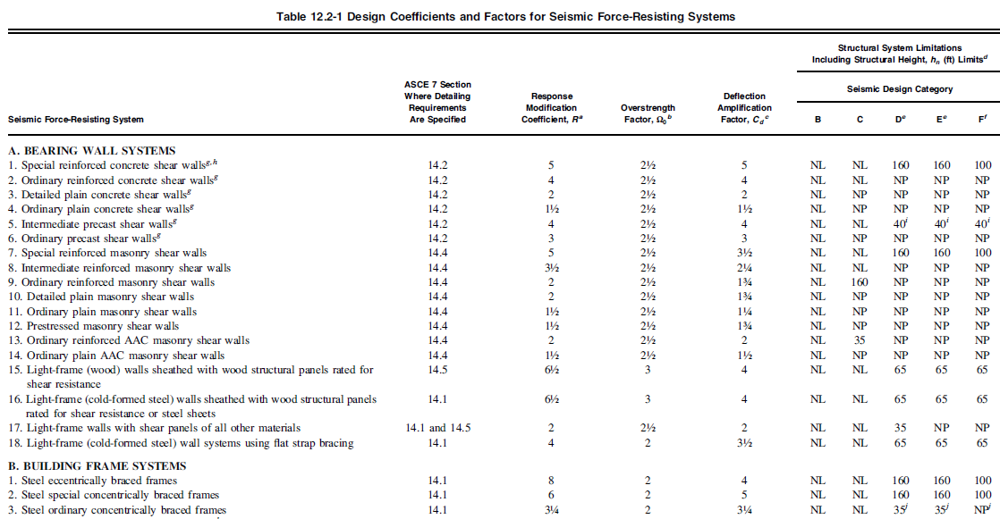 Table 12.2-1 Design Coefficients and Factors for Seismic Force-Resisting Systems
Structural System Limitations
Including Structural Height, hn (ft) Limitsd
ASCE 7 Section
Where Detailing
Requirements
Are Specified
Response
Modification
Coefficient, Ra
Overstrength
Factor, Ω0b
Deflection
Amplification
Factor, Cdc
Seismic Design Category
Seismic Force-Resisting System
B C De Ee Ff
A. BEARING WALL SYSTEMS
1. Special reinforced concrete shear wallsg,h 14.2 5 2½ 5 NL NL 160 160 100
2. Ordinary reinforced concrete shear wallsg 14.2 4 2½ 4 NL NL NP NP NP
3. Detailed plain concrete shear wallsg 14.2 2 2½ 2 NL NP NP NP NP
4. Ordinary plain concrete shear wallsg 14.2 1½ 2½ 1½ NL NP NP NP NP
5. Intermediate precast shear wallsg 14.2 4 2½ 4 NL NL 40i 40i 40i
6. Ordinary precast shear wallsg 14.2 3 2½ 3 NL NP NP NP NP
7. Special reinforced masonry shear walls 14.4 5 2½ 3½ NL NL 160 160 100
8. Intermediate reinforced masonry shear walls 14.4 3½ 2½ 2¼ NL NL NP NP NP
9. Ordinary reinforced masonry shear walls 14.4 2 2½ 1¾ NL 160 NP NP NP
10. Detailed plain masonry shear walls 14.4 2 2½ 1¾ NL NP NP NP NP
11. Ordinary plain masonry shear walls 14.4 1½ 2½ 1¼ NL NP NP NP NP
12. Prestressed masonry shear walls 14.4 1½ 2½ 1¾ NL NP NP NP NP
13. Ordinary reinforced AAC masonry shear walls 14.4 2 2½ 2 NL 35 NP NP NP
14. Ordinary plain AAC masonry shear walls 14.4 1½ 2½ 1½ NL NP NP NP NP
15. Light-frame (wood) walls sheathed with wood structural panels rated for 14.5 6½ 3 4 NL NL 65 65 65
shear resistance
16. Light-frame (cold-formed steel) walls sheathed with wood structural panels 14.1 6½ 3 4 NL NL 65 65 65
rated for shear resistance or steel sheets
17. Light-frame walls with shear panels of all other materials 14.1 and 14.5 2 2½ 2 NL NL 35 NP NP
18. Light-frame (cold-formed steel) wall systems using flat strap bracing 14.1 4 2 3½ NL NL 65 65 65
B. BUILDING FRAME SYSTEMS
1. Steel eccentrically braced frames 14.1 8 2 4 NL NL 160 160 100
2. Steel special concentrically braced frames 14.1 6 2 5 NL NL 160 160 100
3. Steel ordinary concentrically braced frames 14.1 3¼ 2 3¼ NL NL 35j 35j NPj